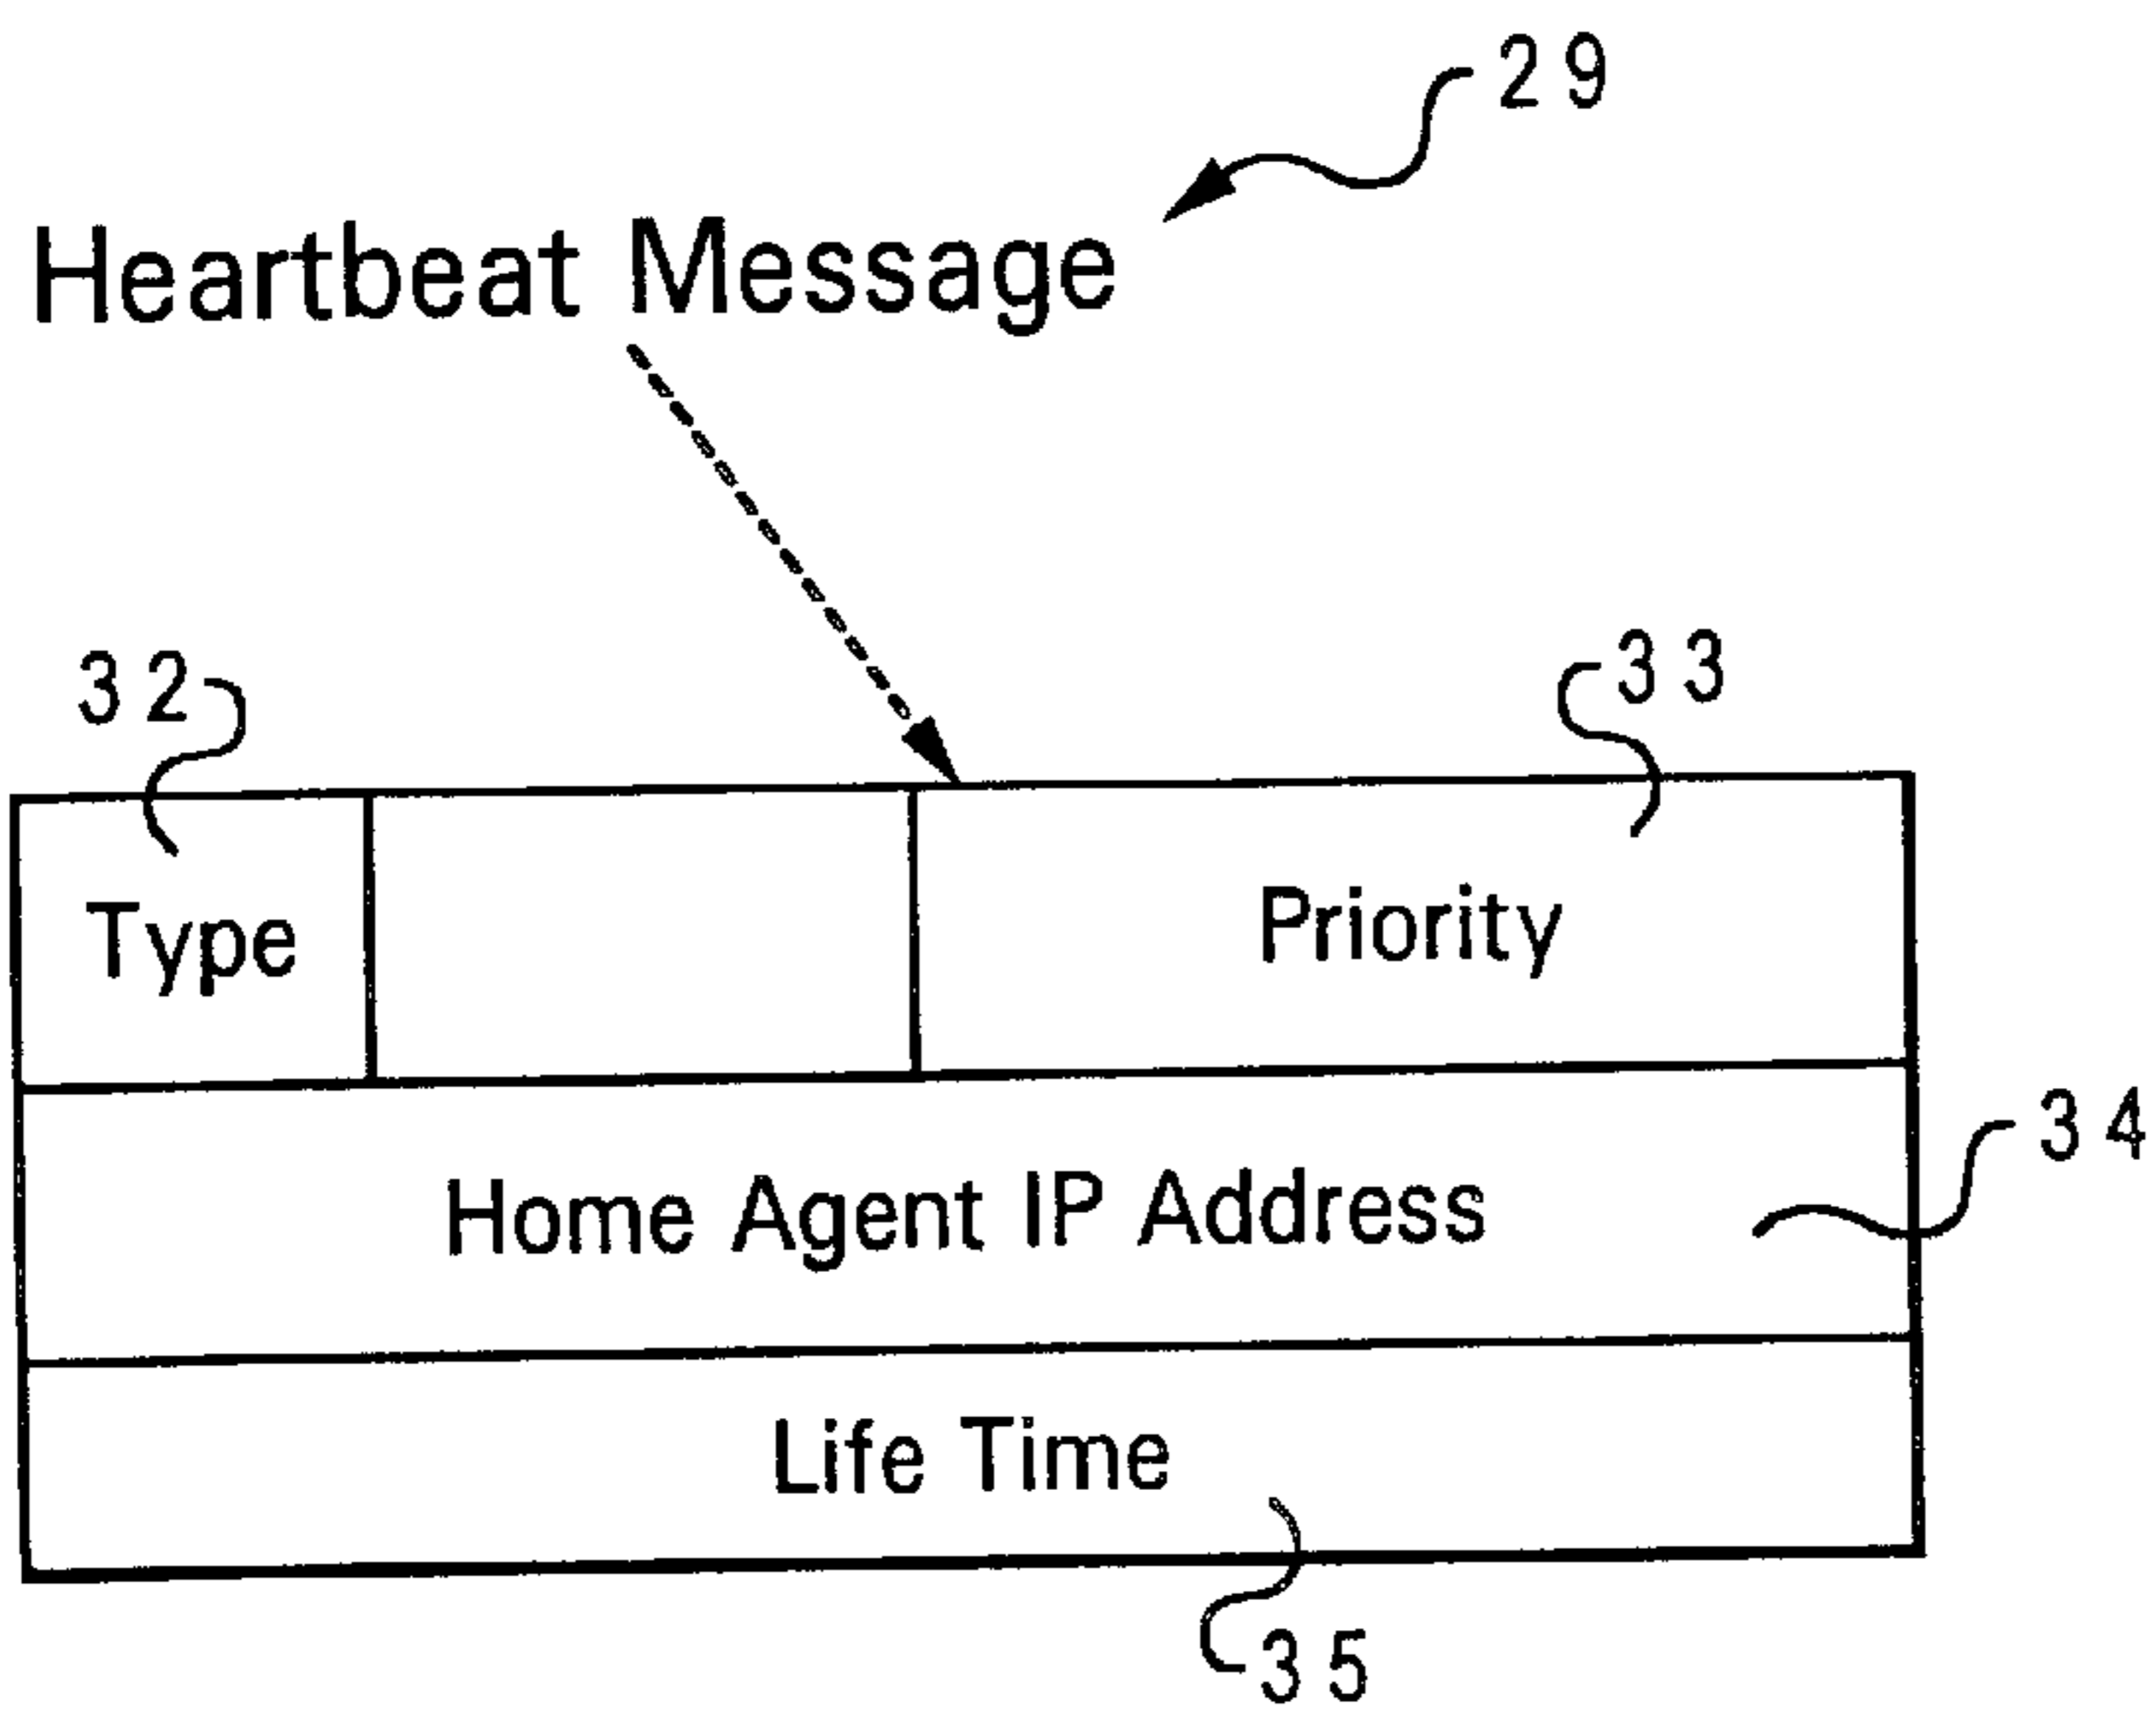 29
Heartbeat Message
32
33
Type
Priority
34
Home Agent IP Address
Life Time
35